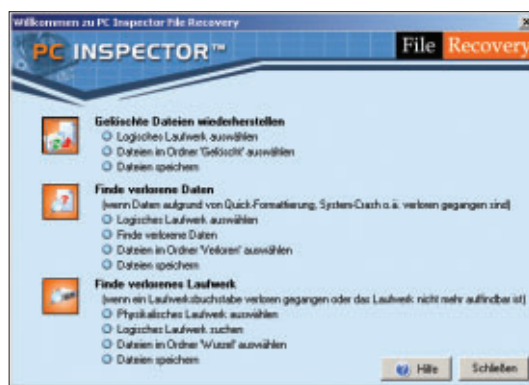 Willkommen zu PC Inspector File Recovery
PC INSPECTOR™
File Recovery
Gelöschte Dateien wiederherstellen
Logisches Laufwerk auswählen
Dateien im Ordner 'Gelöscht' auswählen
Dateien speichern
Finde verlorene Daten
(wenn Daten aufgrund von Quick-Formattierung, System-Crash o.ä. verloren gegangen sind)
Logisches Laufwerk auswählen
Finde verlorene Daten
Dateien im Ordner 'Verloren' auswählen
Dateien speichern
Finde verlorenes Laufwerk
(wenn ein Laufwerksbuchstabe verloren gegangen oder das Laufwerk nicht mehr auffindbar ist)
Physikalisches Laufwerk auswählen
Logisches Laufwerk suchen
Dateien im Ordner 'Wurzel' auswählen
Dateien speichern
Hilfe
Schließen